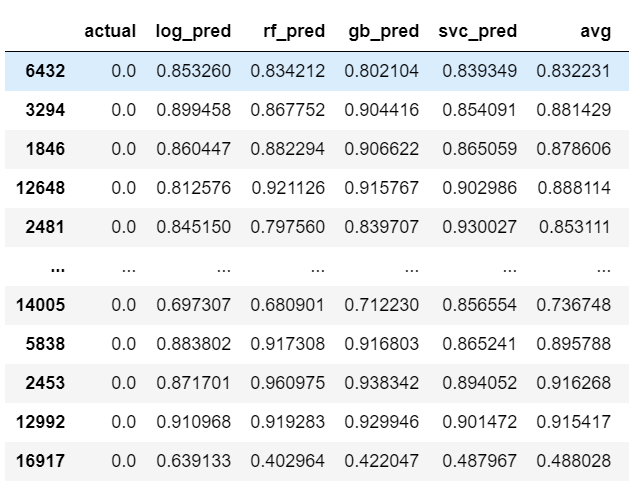 actual log_pred rf_pred gb_pred svc_pred avg
6432 0.0 0.853260 0.834212 0.802104 0.839349 0.832231
3294 0.0 0.899458 0.867752 0.904416 0.854091 0.881429
1846 0.0 0.860447 0.882294 0.906622 0.865059 0.878606
12648 0.0 0.812576 0.921126 0.915767 0.902986 0.888114
2481 0.0 0.845150 0.797560 0.839707 0.930027 0.853111
... ... ... ... ... ... ...
14005 0.0 0.697307 0.680901 0.712230 0.856554 0.736748
5838 0.0 0.883802 0.917308 0.916803 0.865241 0.895788
2453 0.0 0.871701 0.960975 0.938342 0.894052 0.916268
12992 0.0 0.910968 0.919283 0.929946 0.901472 0.915417
16917 0.0 0.639133 0.402964 0.422047 0.487967 0.488028